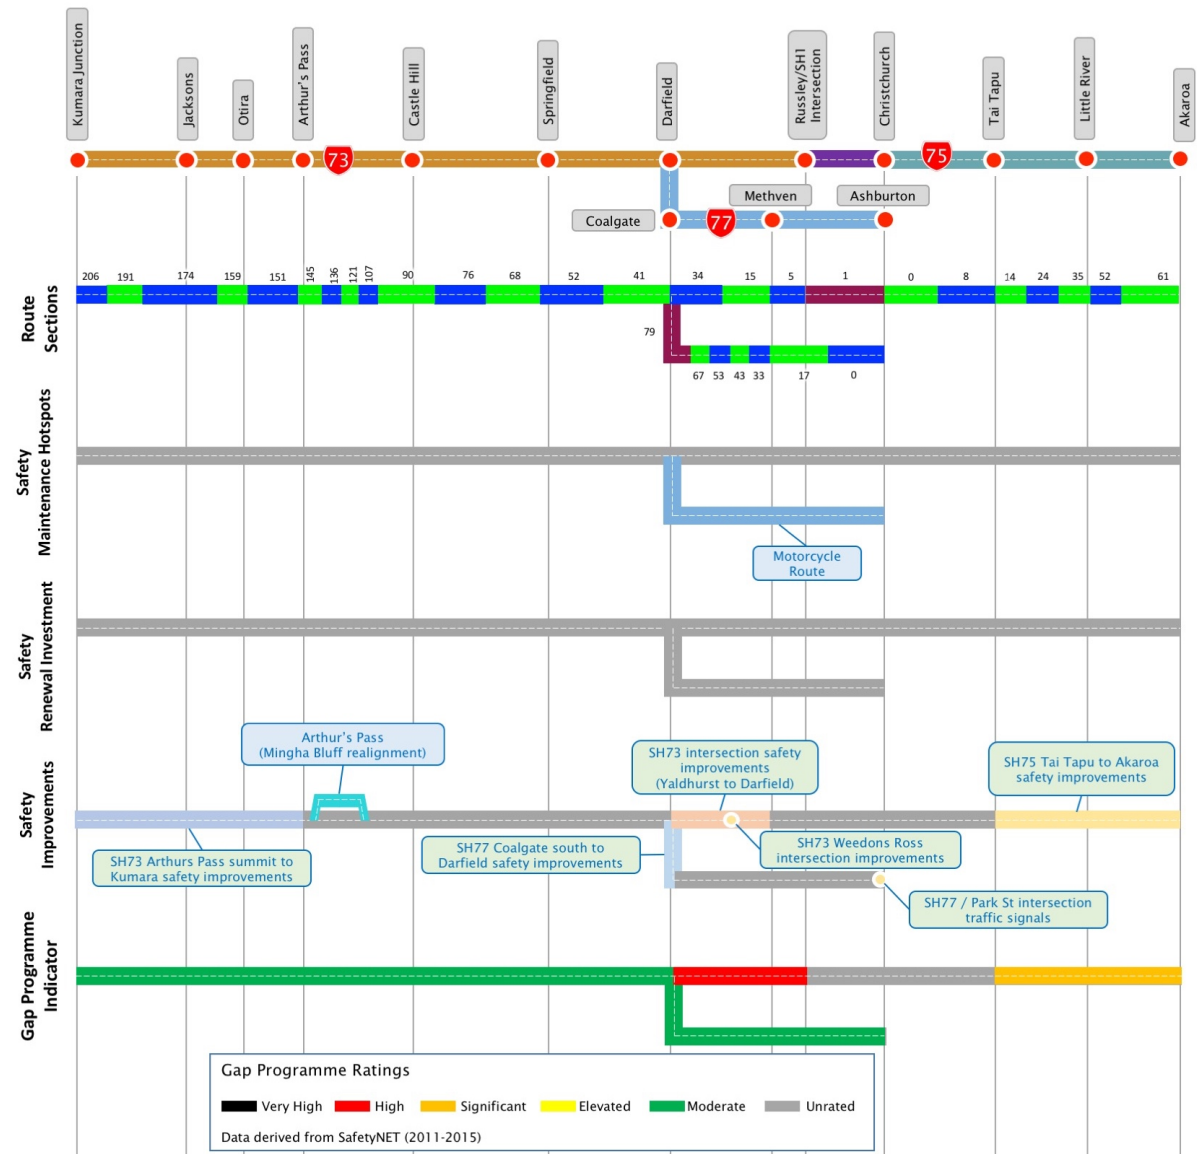 Kumara Junction
Jacksons
Otira
Arthur's Pass
Castle Hill
Springfield
Darfield
Russley/SH1
Intersection
Christchurch
Tai Tapu
Little River
Akaroa
73
75
Methven
Ashburton
Coalgate
77
206 191 174 159 151 145 136 121 107 90 76 68 52 41 34 15 5 1 0 8 14 24 35 52 61
Route
Sections
79
67 53 43 33 17 0
Safety
Maintenance Hotspots
Motorcycle
Route
Safety
Renewal Investment
Arthur's Pass
(Mingha Bluff realignment)
SH73 intersection safety
improvements
(Yaldhurst to Darfield)
SH75 Tai Tapu to Akaroa
safety improvements
Safety
Improvements
SH73 Arthurs Pass summit to
Kumara safety improvements
SH77 Coalgate south to
Darfield safety improvements
SH73 Weedons Ross
intersection improvements
SH77 / Park St intersection
traffic signals
Gap Programme
Indicator
Gap Programme Ratings
Very High High Significant Elevated Moderate Unrated
Data derived from SafetyNET (2011-2015)